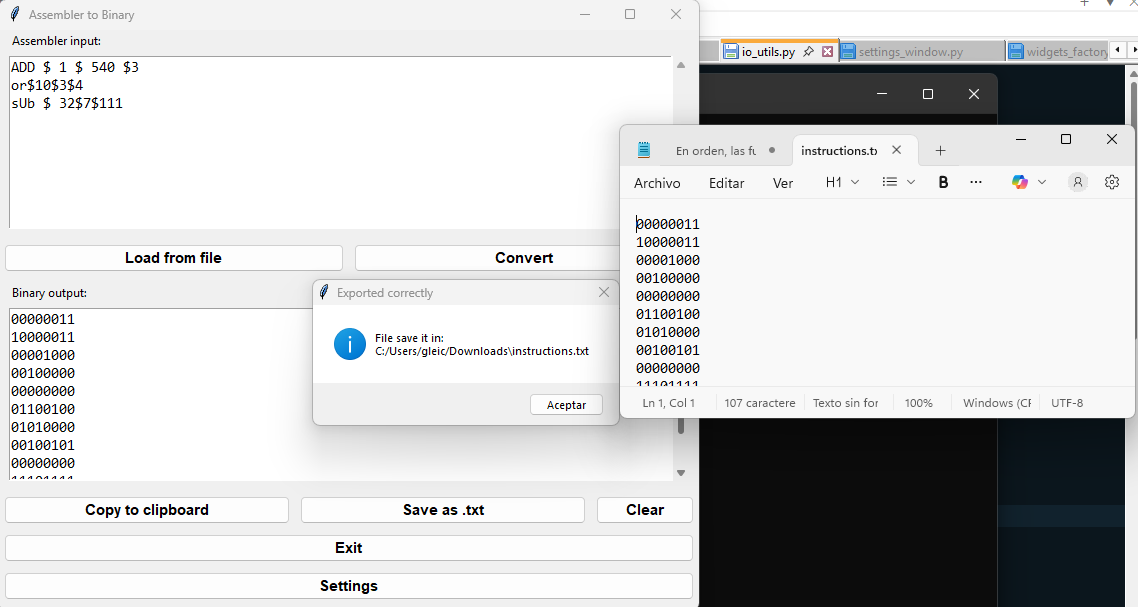 Assembler to Binary
Assembler input:
ADD $ 1 $ 540 $3
or$10$3$4
sUb $ 32$7$111
Load from file
Convert
Binary output:
00000011
10000011
00001000
00100000
00000000
01100100
01010000
00100101
00000000
11101111
Exported correctly
File save it in:
C:/Users/gleic/Downloads\instructions.txt
Aceptar
Copy to clipboard
Save as .txt
Clear
Exit
Settings
io_utils.py
settings_window.py
widgets_factory
En orden, las fu
instructions.tx
Archivo
Editar
Ver
H1
B
00000011
10000011
00001000
00100000
00000000
01100100
01010000
00100101
00000000
11101111
Ln 1, Col 1
107 caractere
Texto sin for
100%
Windows (CF
UTF-8